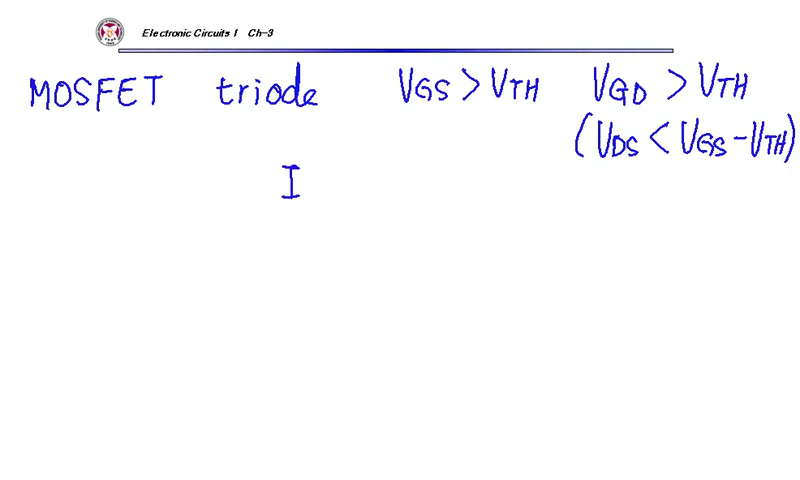 Electronic Circuits 1 Ch-3
MOSFET triode VGS > VTH VGD > VTH
(VDS < VGS - VTH)
I